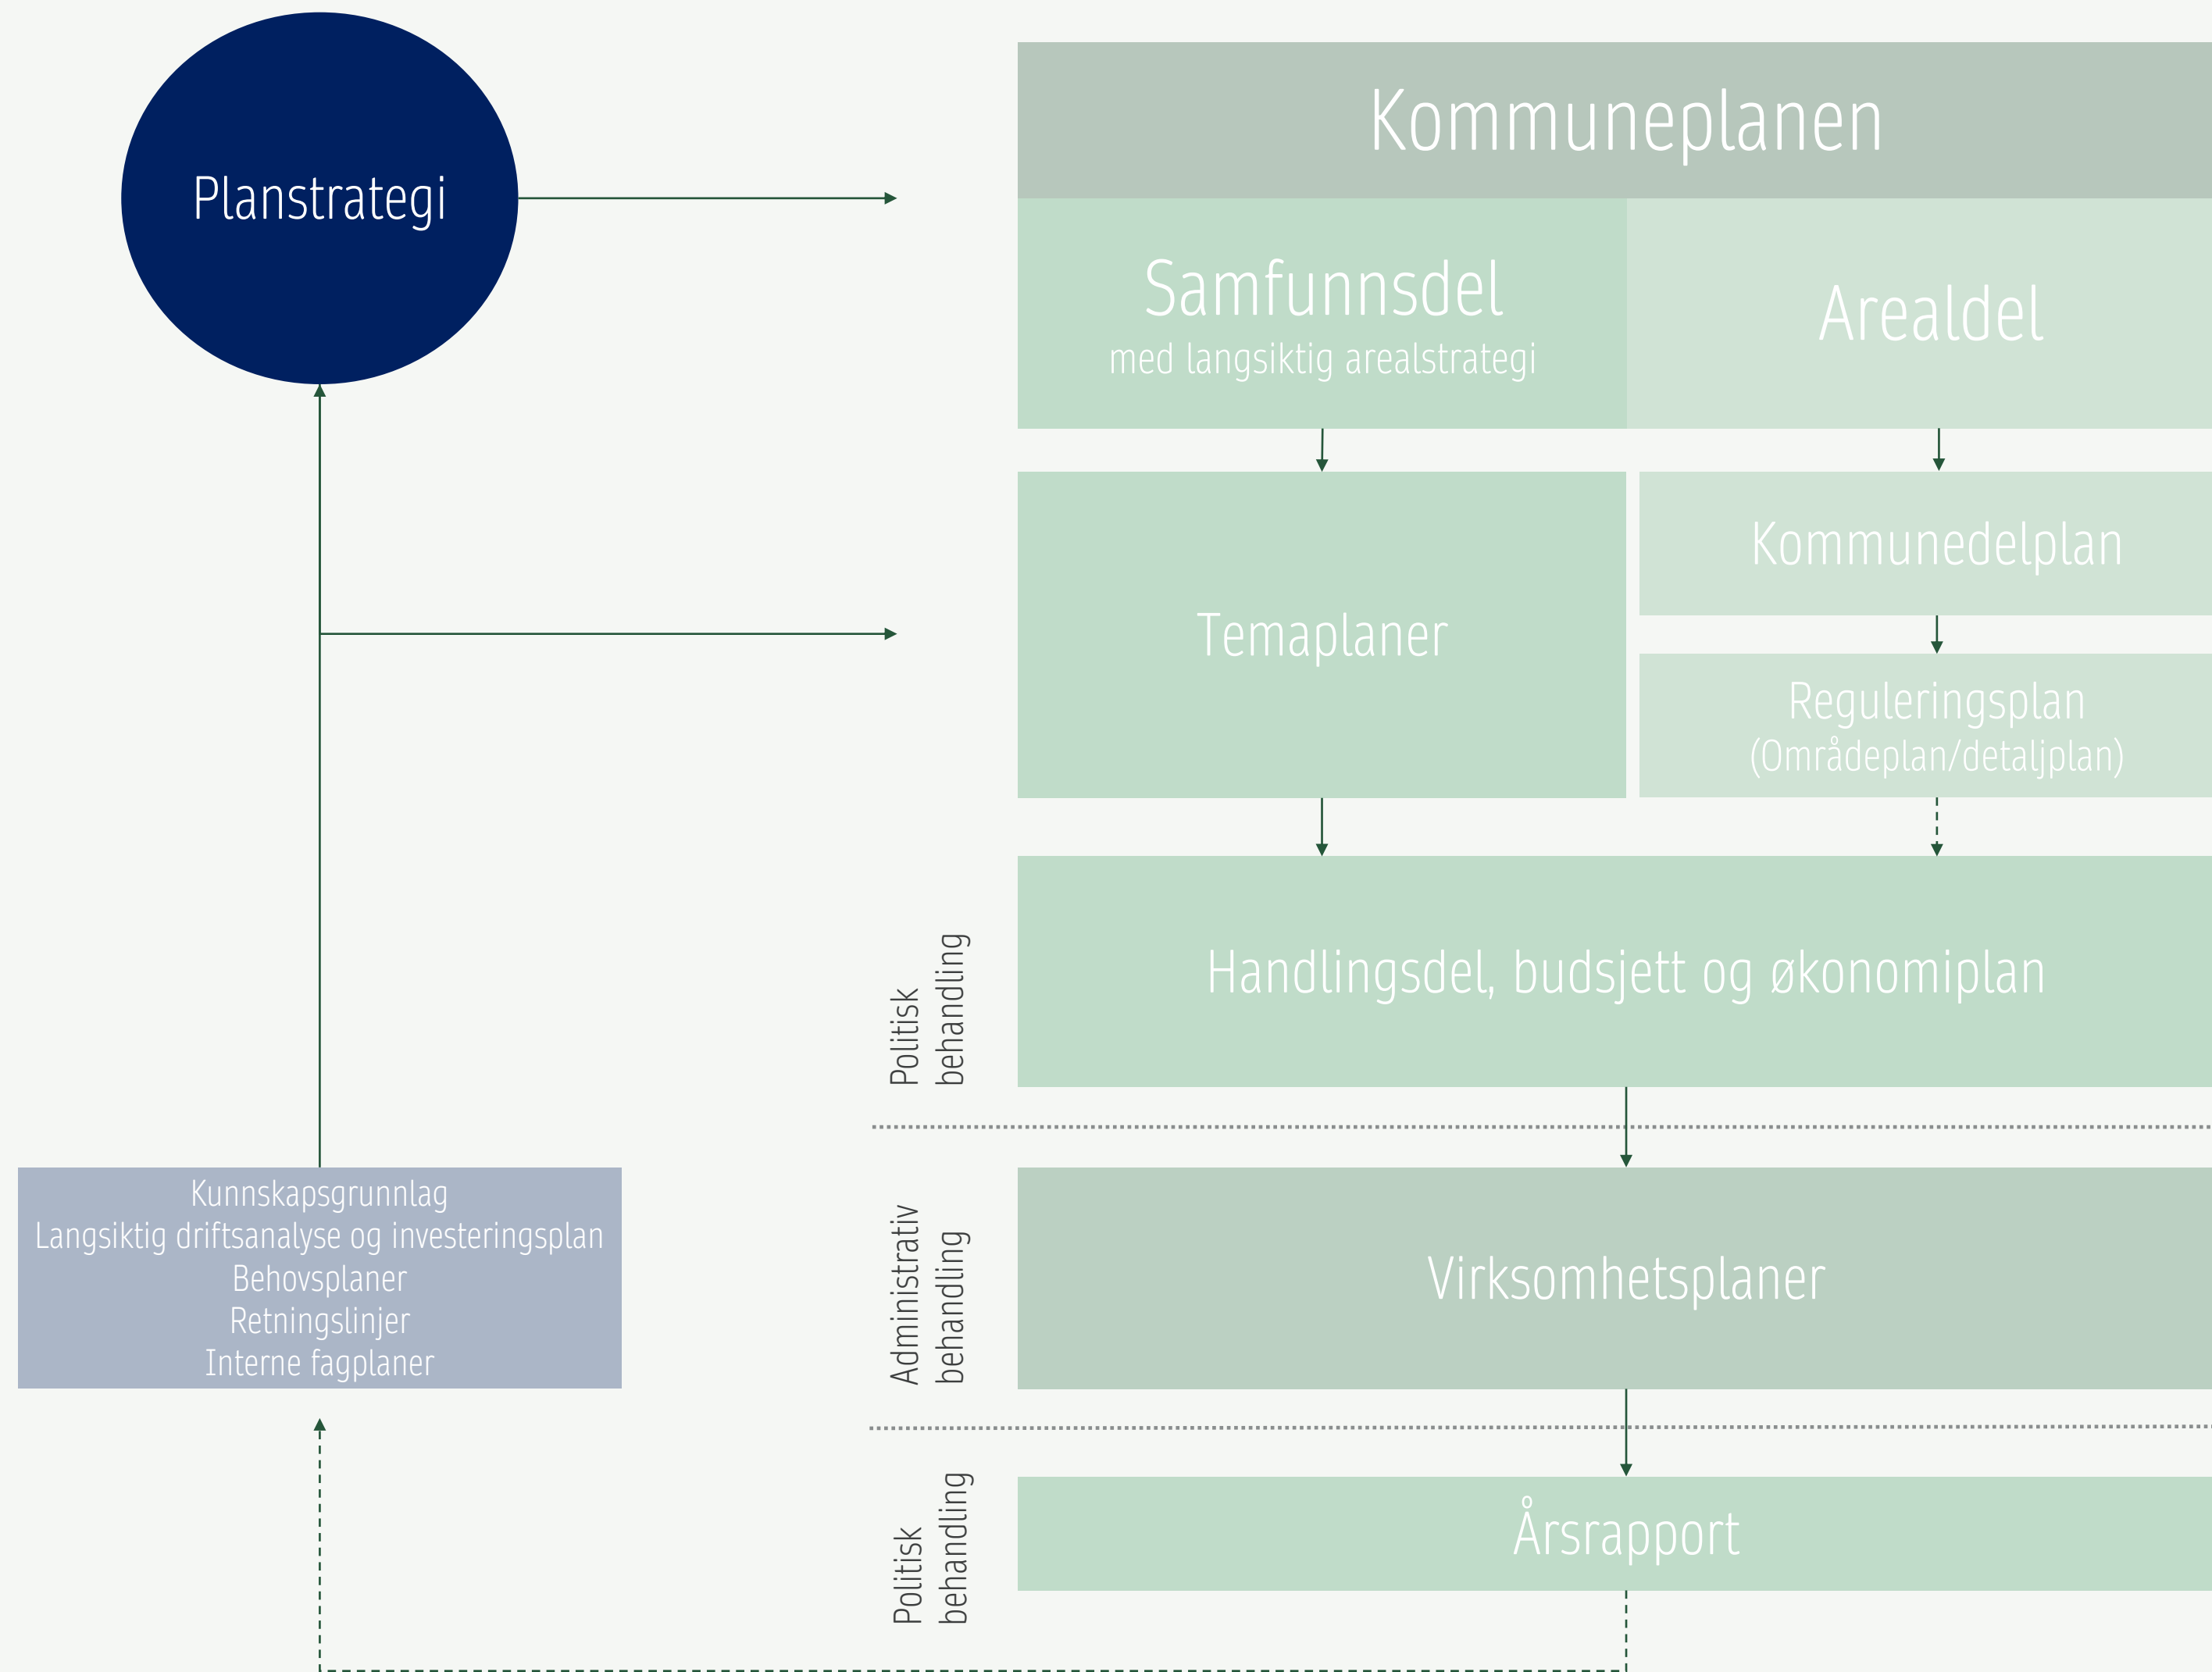 Planstrategi
Kommuneplanen
Samfunnsdel
med langsiktig arealstrategi
Arealdel
Temaplaner
Kommunedelplan
Reguleringsplan
(Områdeplan/detaljplan)
Politisk
behandling
Handlingsdel, budsjett og økonomiplan
Kunnskapsgrunnlag
Langsiktig driftsanalyse og investeringsplan
Behovsplaner
Retningslinjer
Interne fagplaner
Administrativ
behandling
Virksomhetsplaner
Politisk
behandling
Årsrapport